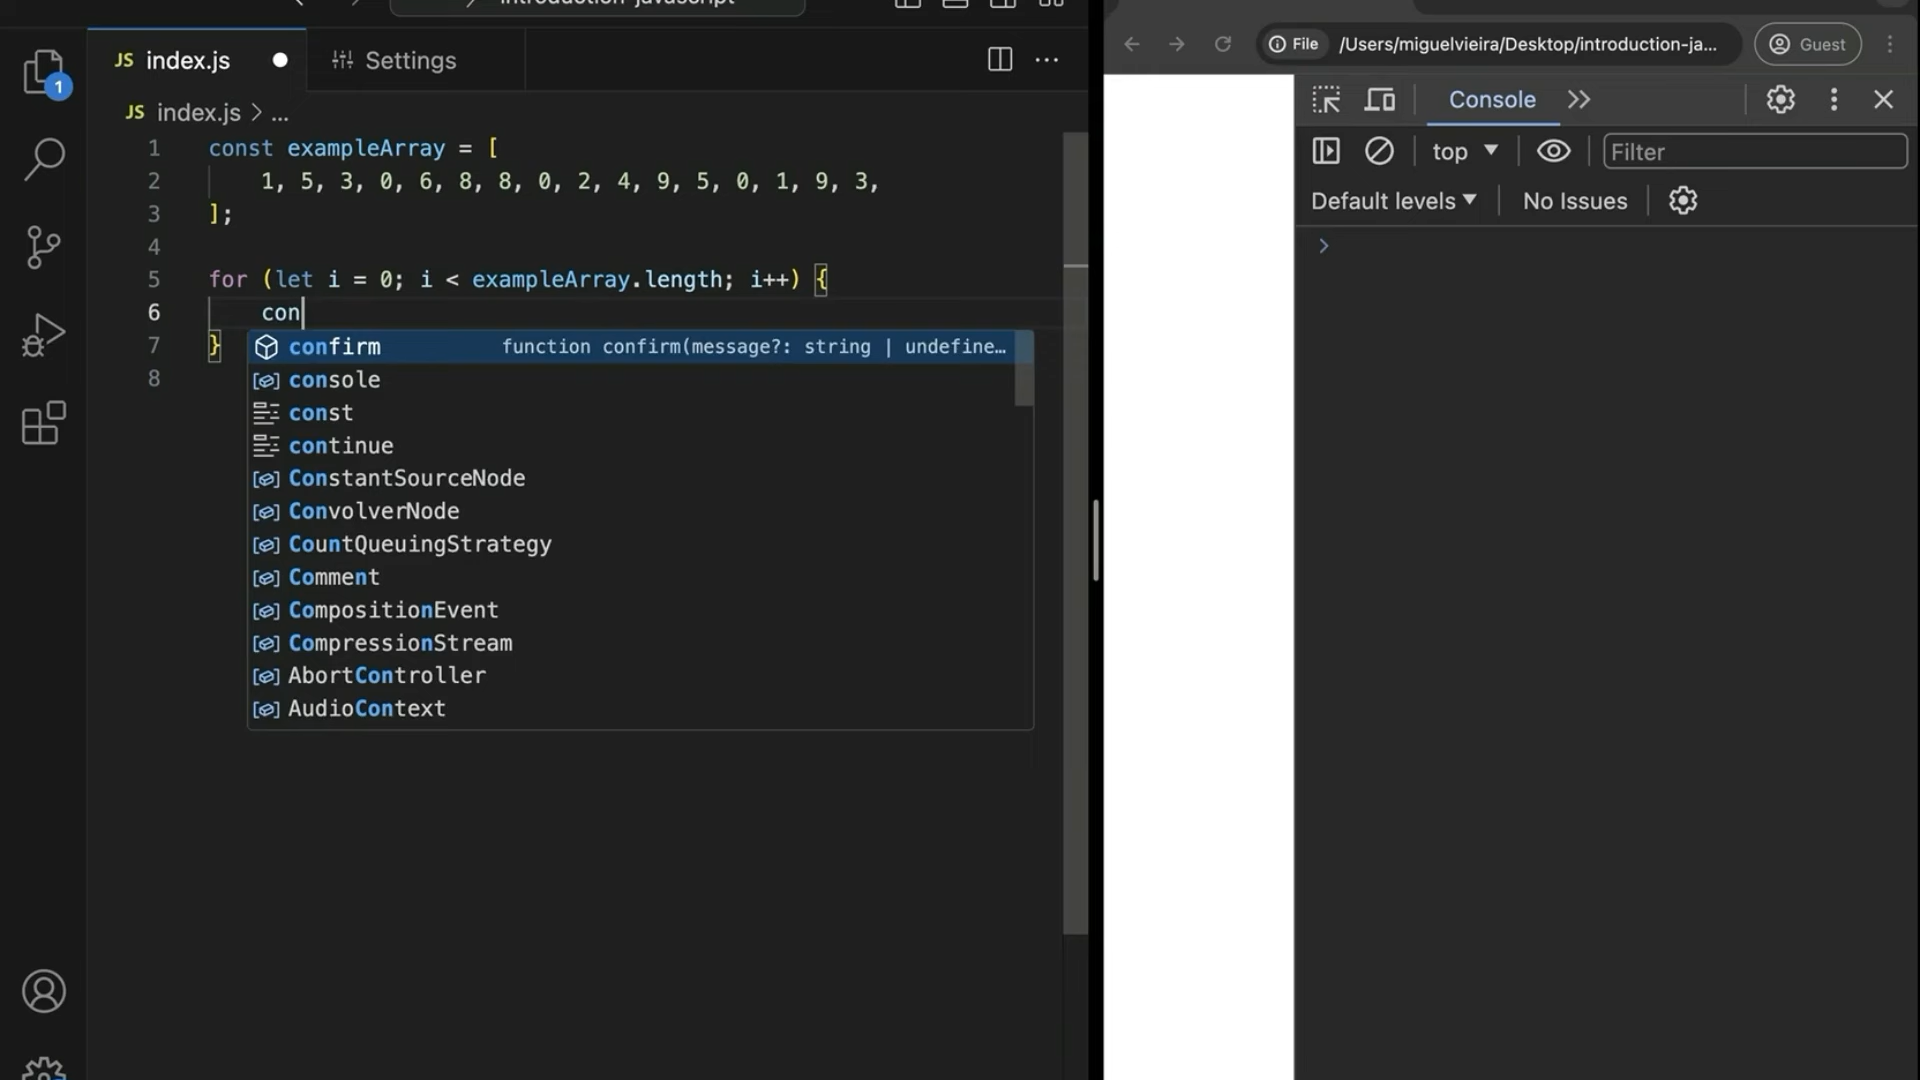 introduction-javascript
JS index.js
Settings
JS index.js > ...
1 const exampleArray = [
2 1, 5, 3, 0, 6, 8, 8, 0, 2, 4, 9, 5, 0, 1, 9, 3,
3 ];
4
5 for (let i = 0; i < exampleArray.length; i++) {
6 con
7 }
8
confirm function confirm(message?: string | undefine…
console
const
continue
ConstantSourceNode
ConvolverNode
CountQueuingStrategy
Comment
CompositionEvent
CompressionStream
AbortController
AudioContext
1
File /Users/miguelvieira/Desktop/introduction-ja... Guest
Console
top Filter
Default levels No Issues